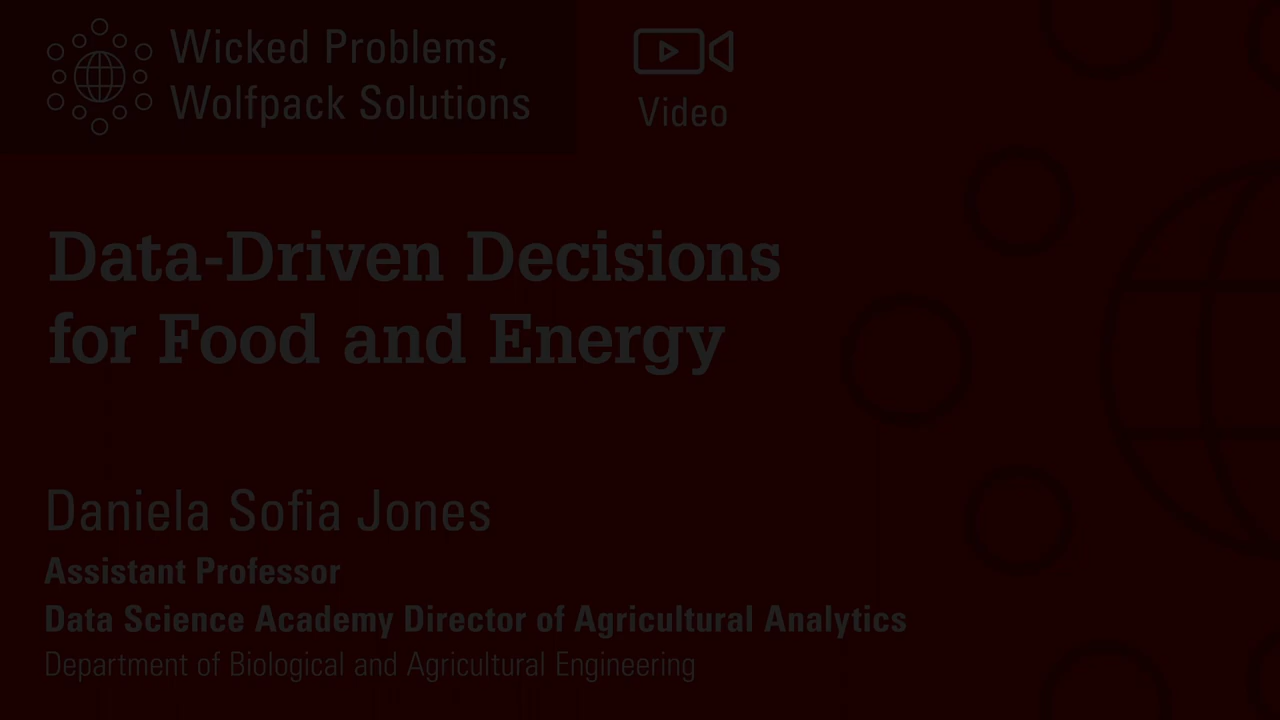 Wicked Problems,
Wolfpack Solutions
Video
Data-Driven Decisions
for Food and Energy
Daniela Sofia Jones
Assistant Professor
Data Science Academy Director of Agricultural Analytics
Department of Biological and Agricultural Engineering